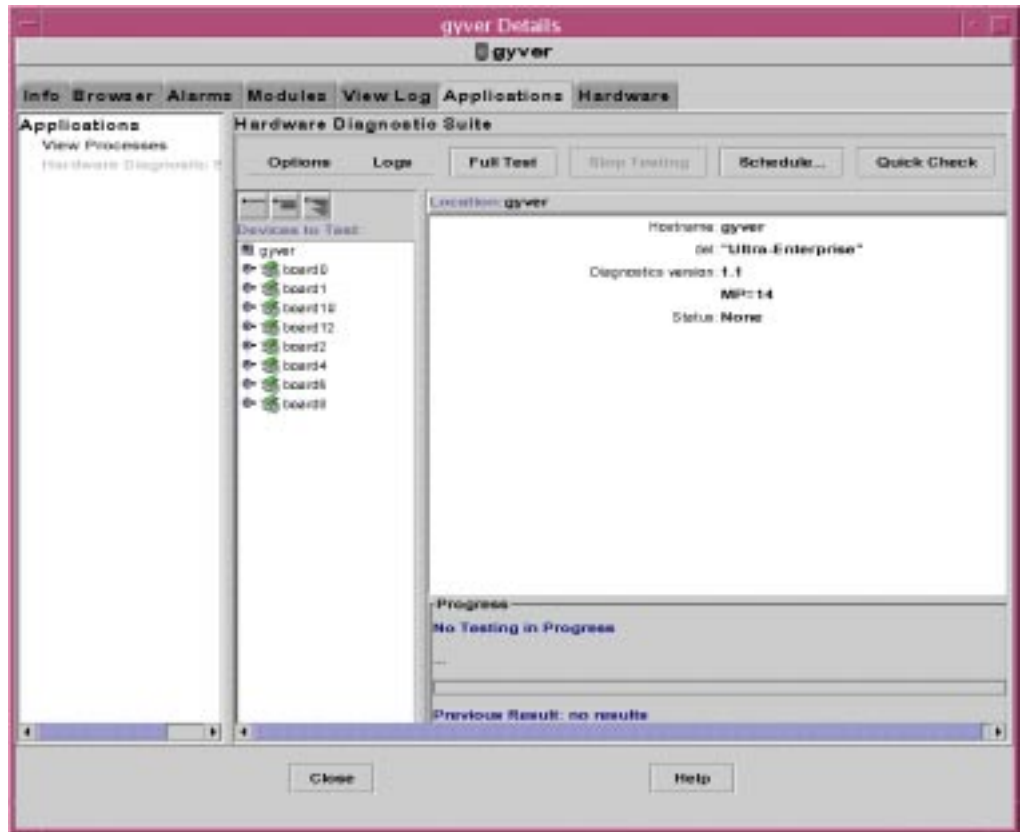 gyver Details
gyver
Info Browser Alarms Modules View Log Applications Hardware
Applications
View Processes
Hardware Diagnostic
Hardware Diagnostic Suite
Options Logs Full Test Stop Testing Schedule... Quick Check
Devices to Test:
gyver
board0
board1
board10
board12
board2
board4
board6
board8
Location: gyver
Hostname: gyver
del: "Ultra-Enterprise"
Diagnostics version: 1.1
MP=14
Status: None
Progress
No Testing in Progress
...
Previous Result: no results
Close Help